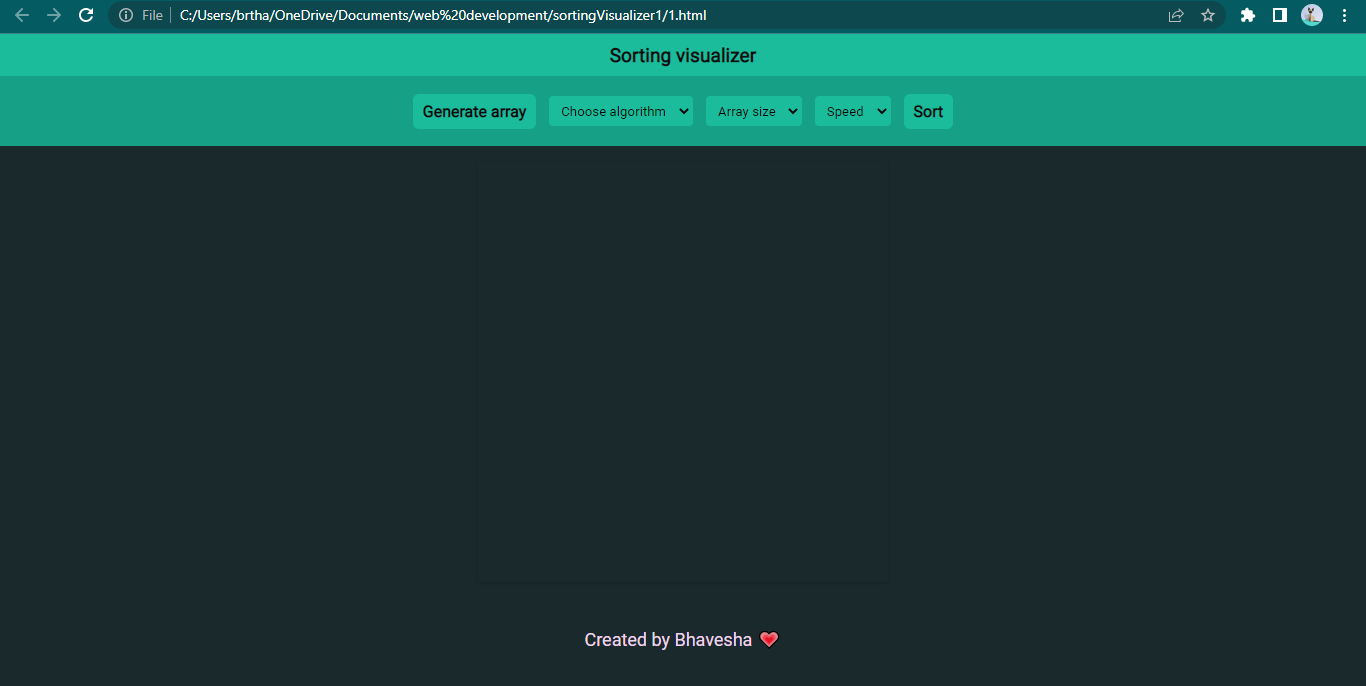 File C:/Users/brtha/OneDrive/Documents/web%20development/sortingVisualizer1/1.html
Sorting visualizer
Generate array Choose algorithm Array size Speed Sort
Created by Bhavesha ❤️